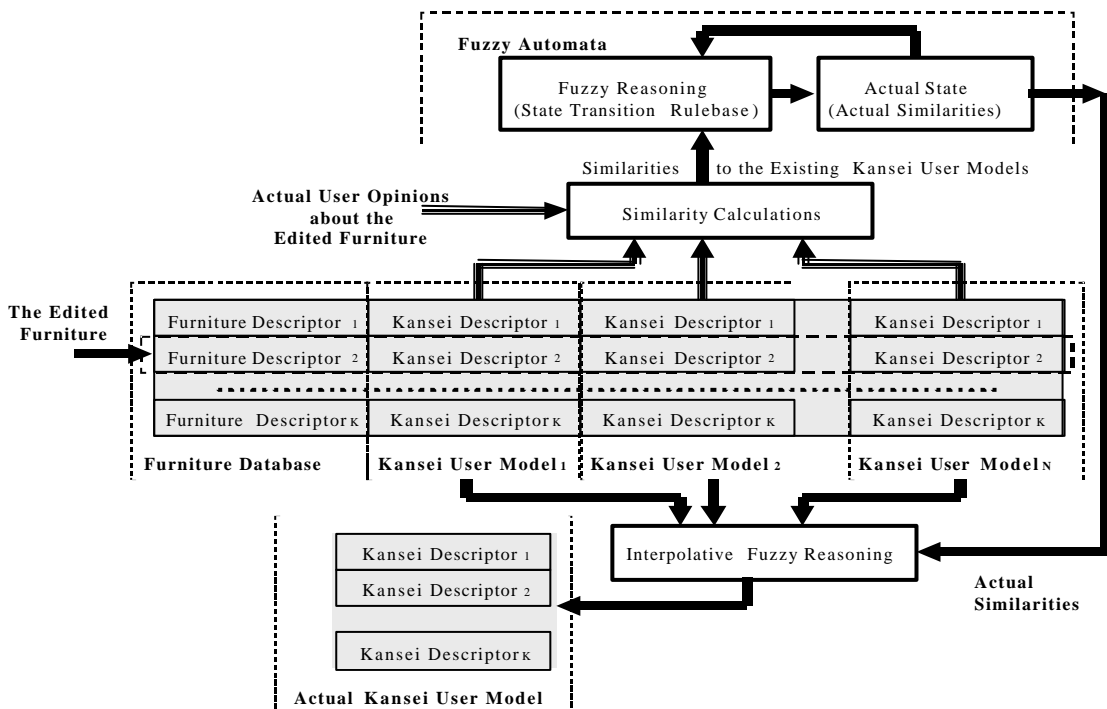 Fuzzy Automata
Fuzzy Reasoning
(State Transition Rulebase)
Actual State
(Actual Similarities)
Similarities to the Existing Kansei User Models
Actual User Opinions
about the
Edited Furniture
Similarity Calculations
The Edited
Furniture
Furniture Descriptor 1
Kansei Descriptor 1
Kansei Descriptor 1
Kansei Descriptor 1
Furniture Descriptor 2
Kansei Descriptor 2
Kansei Descriptor 2
Kansei Descriptor 2
Furniture Descriptor K
Kansei Descriptor K
Kansei Descriptor K
Kansei Descriptor K
Furniture Database
Kansei User Model 1
Kansei User Model 2
Kansei User Model N
Interpolative Fuzzy Reasoning
Actual
Similarities
Kansei Descriptor 1
Kansei Descriptor 2
Kansei Descriptor K
Actual Kansei User Model